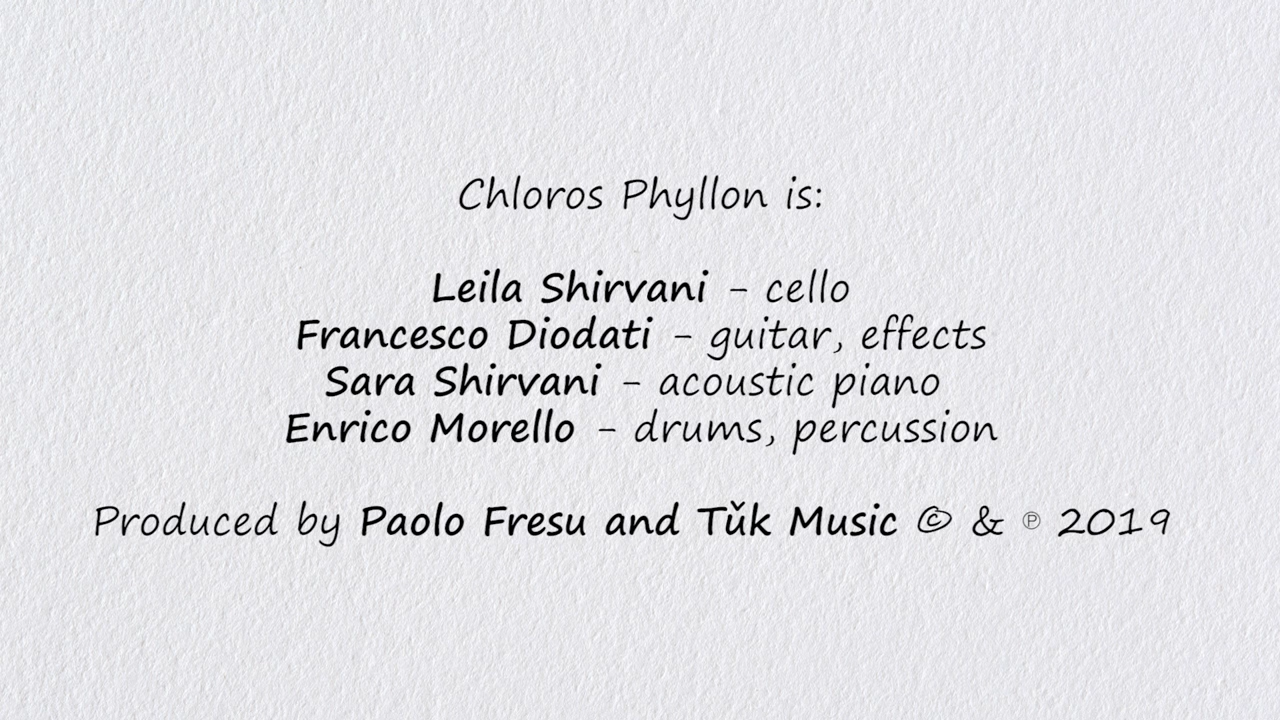 Chloros Phyllon is:
Leila Shirvani - cello
Francesco Diodati - guitar, effects
Sara Shirvani - acoustic piano
Enrico Morello - drums, percussion
Produced by Paolo Fresu and Tǔk Music © & ℗ 2019